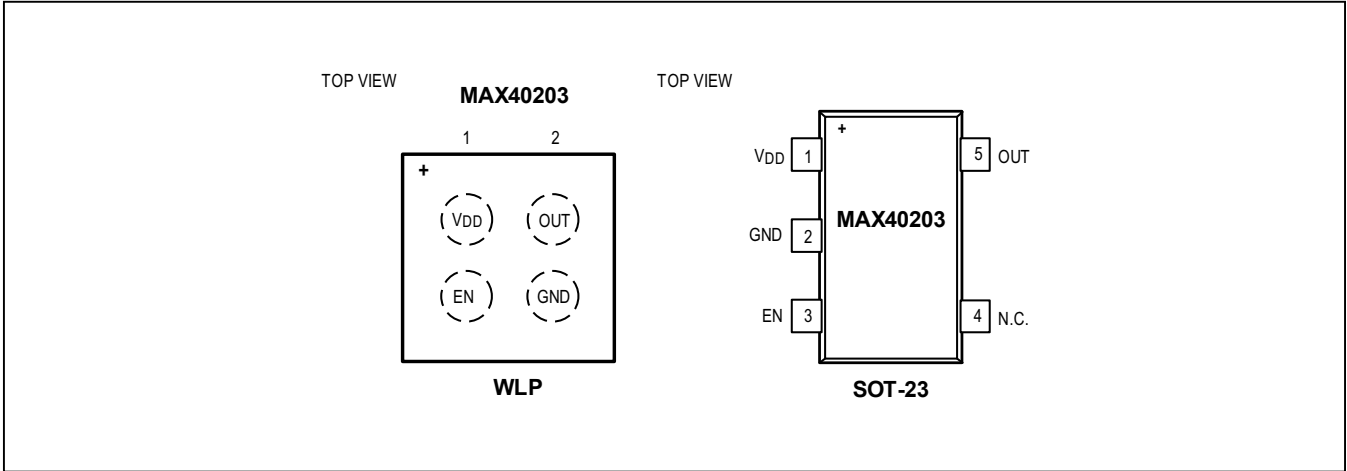 TOP VIEW
MAX40203
1 2
+
VDD OUT
EN GND
WLP
TOP VIEW
+
VDD 1 5 OUT
MAX40203
GND 2
EN 3 4 N.C.
SOT-23